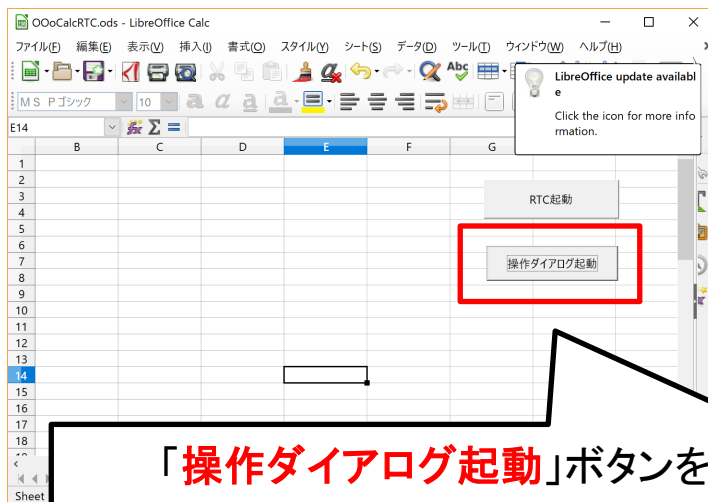 OOoCalcRTC.ods - LibreOffice Calc
ファイル(F) 編集(E) 表示(V) 挿入(I) 書式(O) スタイル(Y) シート(S) データ(D) ツール(T) ウィンドウ(W) ヘルプ(H)
LibreOffice update availabl
e
Click the icon for more info
rmation.
ＭＳ Ｐゴシック 10
E14
B C D E F G
1
2
3
4
5
6
7
8
9
10
11
12
13
14
15
16
17
18
RTC起動
操作ダイアログ起動
「操作ダイアログ起動」ボタンを
Sheet